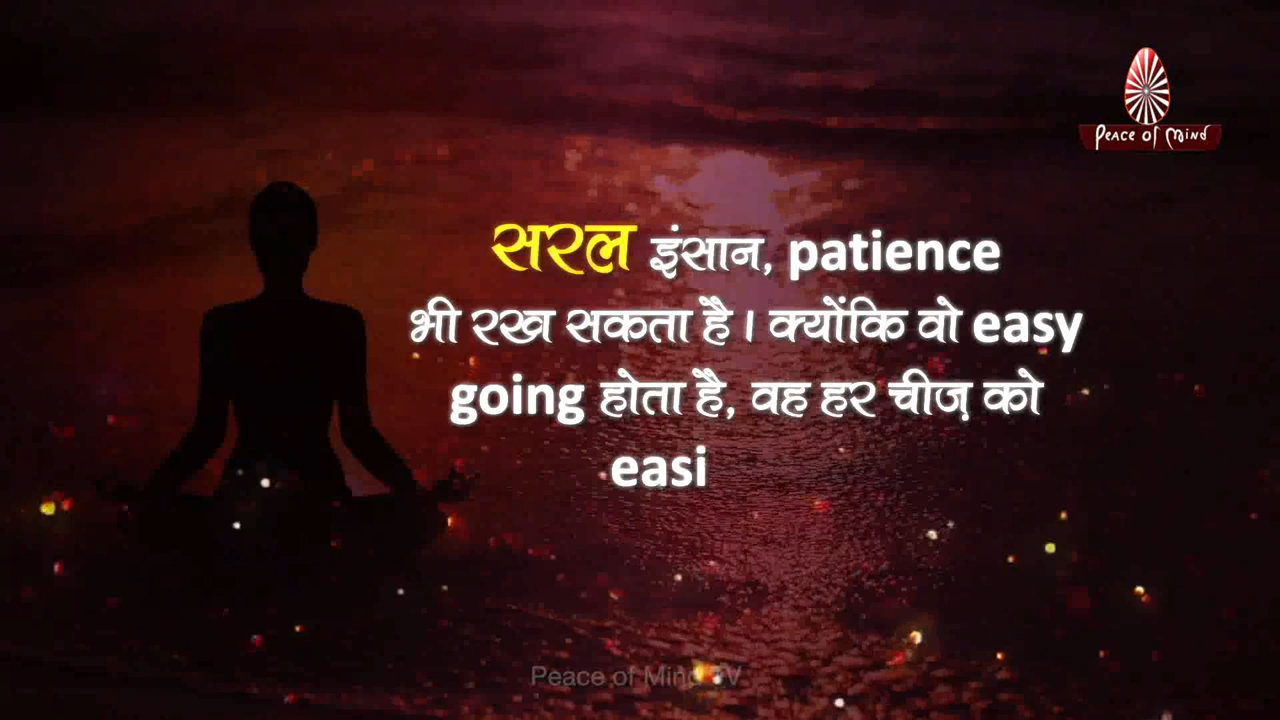 Peace of Mind
सरल इंसान, patience
भी रख सकता है। क्योंकि वो easy
going होता है, वह हर चीज़ को
easi
Peace of Mind TV